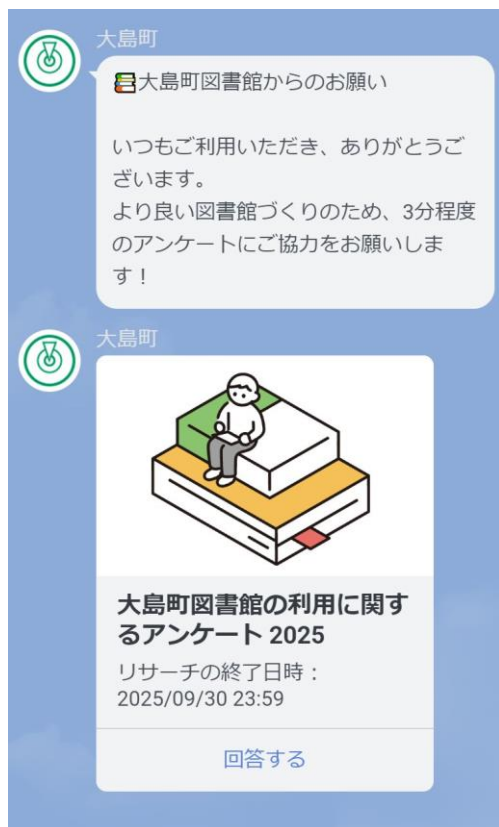 大島町
📚大島町図書館からのお願い
いつもご利用いただき、ありがとうご
ざいます。
より良い図書館づくりのため、3分程度
のアンケートにご協力をお願いしま
す！
大島町
大島町図書館の利用に関す
るアンケート 2025
リサーチの終了日時：
2025/09/30 23:59
回答する